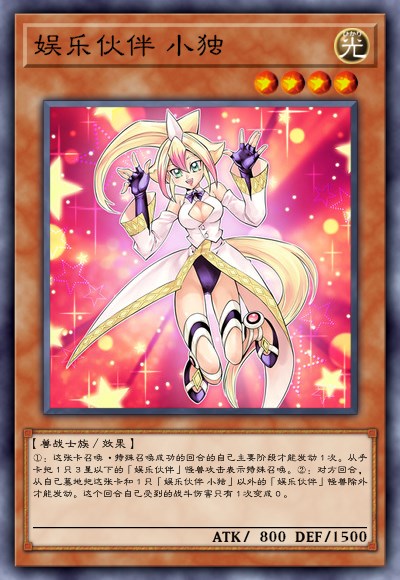 娱乐伙伴 小独
光
【兽战士族／效果】
①：这张卡召唤·特殊召唤成功的回合的自己主要阶段才能发动1次。从手
卡把1只3星以下的「娱乐伙伴」怪兽攻击表示特殊召唤。②：对方回合，
从自己墓地把这张卡和1只「娱乐伙伴 小独」以外的「娱乐伙伴」怪兽除外
才能发动。这个回合自己受到的战斗伤害只有1次变成0。
ATK/ 800 DEF/1500